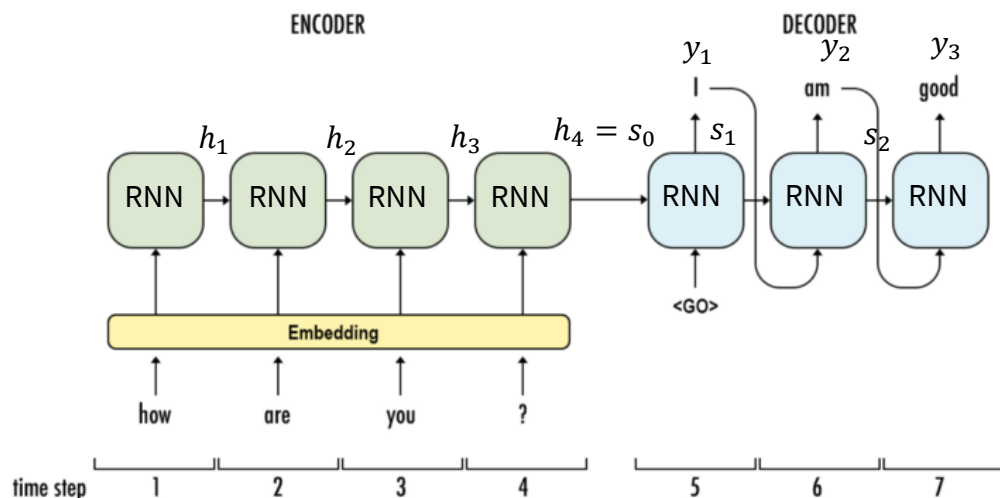 ENCODER DECODER
y₁ y₂ y₃
I am good
h₁ h₂ h₃ h₄ = s₀ s₁ s₂
RNN RNN RNN RNN RNN RNN RNN
<GO>
Embedding
how are you ?
time step 1 2 3 4 5 6 7